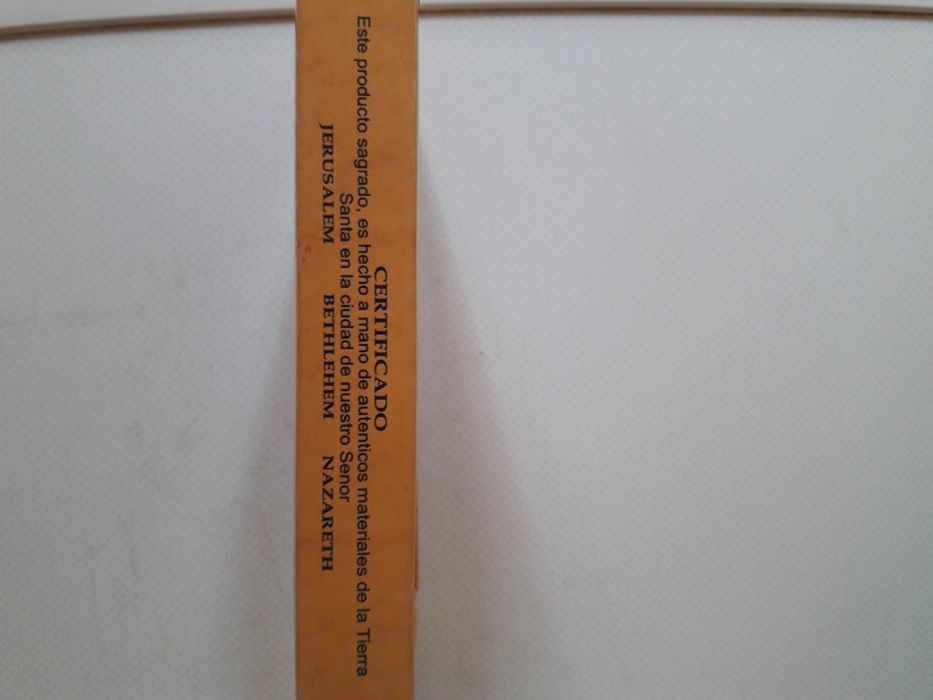 CERTIFICADO
Este producto sagrado, es hecho a mano de autenticos materiales de la Tierra
Santa en la ciudad de nuestro Senor
JERUSALEM BETHLEHEM NAZARETH